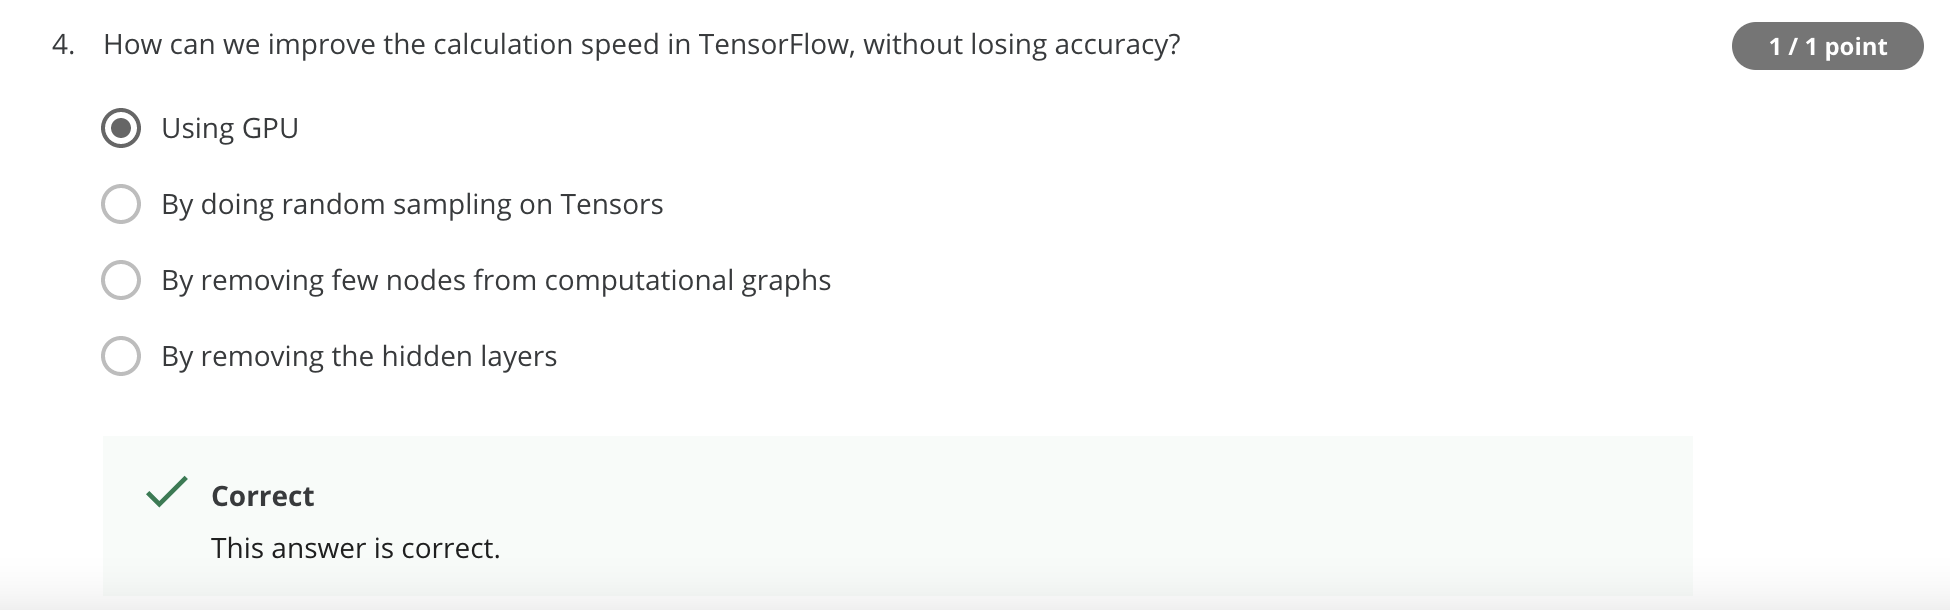 4. How can we improve the calculation speed in TensorFlow, without losing accuracy?
1 / 1 point
Using GPU
By doing random sampling on Tensors
By removing few nodes from computational graphs
By removing the hidden layers
Correct
This answer is correct.